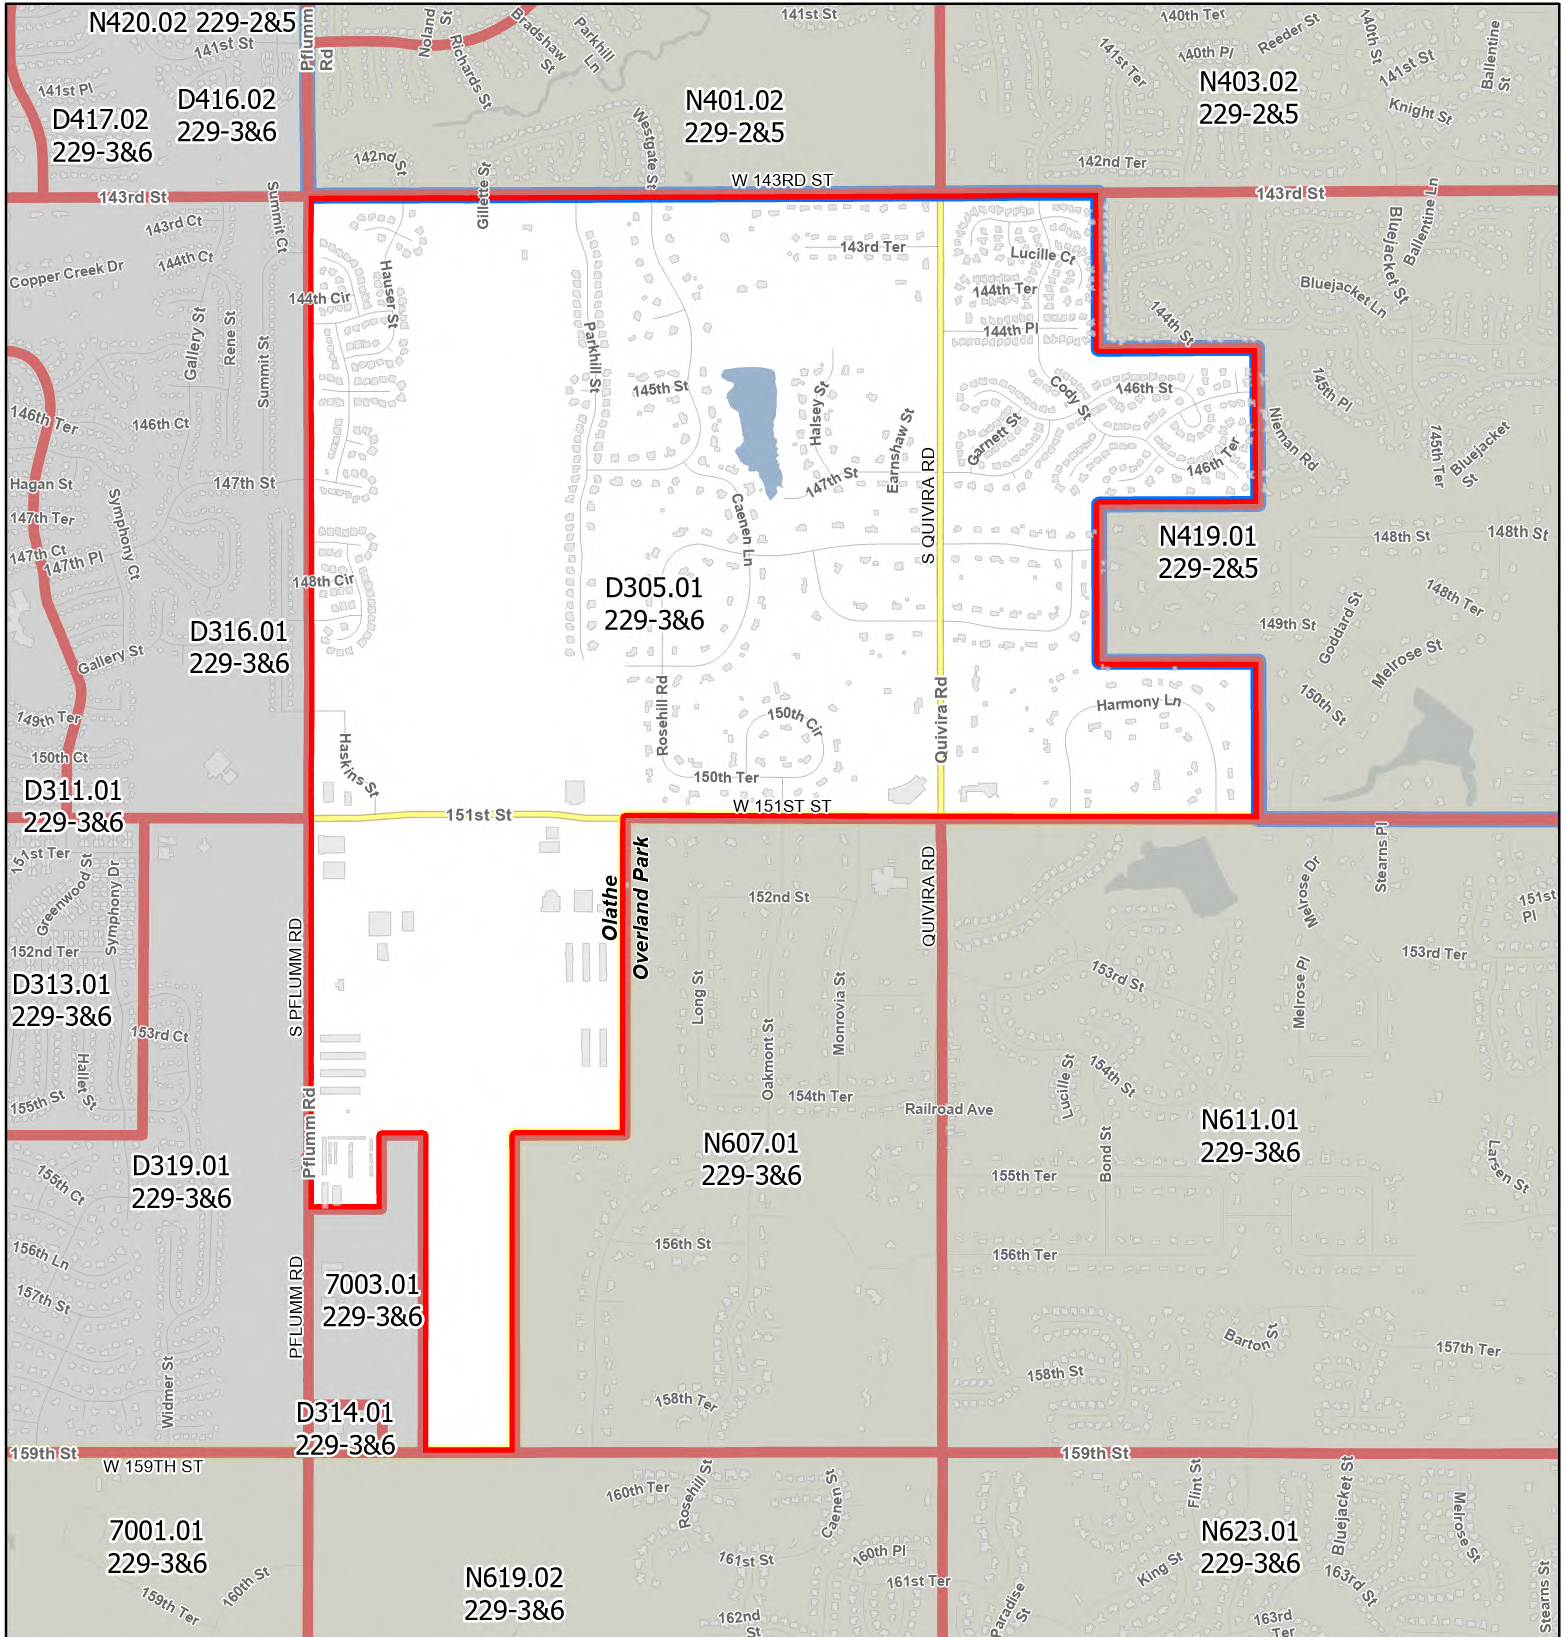 N420.02 229-2&5
141st St
Pflumm
Rd
Noland
St
Richards St
Bradshaw
St
Parkhill
Ln
141st St
140th Ter
141st Ter
140th Pl
Reeder St
140th St
141st St
Ballentine
St
141st Pl
D417.02
229-3&6
D416.02
229-3&6
N401.02
229-2&5
N403.02
229-2&5
Knight St
142nd St
Gillette St
Westgate St
142nd Ter
W 143RD ST
143rd St
143rd St
Summit Ct
143rd Ct
144th Ct
Copper Creek Dr
Hauser St
144th Cir
143rd Ter
Lucille Ct
144th Ter
144th Pl
144th St
Bluejacket St
Ballentine Ln
Bluejacket Ln
Gallery St
Rene St
Summit St
Parkhill St
145th St
Halsey St
Earnshaw St
Cody St
146th St
Garnett St
146th Ter
Nieman Rd
145th Pl
145th Ter
Bluejacket
St
146th Ter
146th Ct
Hagan St
147th St
147th Ter
147th Ct
147th Pl
Symphony Ct
147th St
Caenen Ln
S QUIVIRA RD
N419.01
229-2&5
148th St
148th St
148th Cir
D305.01
229-3&6
148th Ter
149th St
Goddard St
Melrose St
D316.01
229-3&6
Gallery St
149th Ter
150th Ct
Haskins St
Rosehill Rd
150th Cir
150th Ter
Quivira Rd
Harmony Ln
150th St
D311.01
229-3&6
151st St
W 151ST ST
151st Ter
Greenwood St
Symphony Dr
Olathe
Overland Park
152nd St
QUIVIRA RD
Melrose Dr
Stearns Pl
151st
Pl
152nd Ter
D313.01
229-3&6
S PFLUMM RD
153rd Ct
Hallet St
155th St
Long St
Oakmont St
Monrovia St
154th Ter
153rd St
Melrose Pl
153rd Ter
Lucille St
154th St
Railroad Ave
Pflumm Rd
D319.01
229-3&6
155th Ct
N607.01
229-3&6
N611.01
229-3&6
155th Ter
Bond St
Larsen St
156th Ln
157th St
PFLUMM RD
7003.01
229-3&6
156th St
156th Ter
Barton St
157th Ter
Widmer St
158th Ter
158th St
D314.01
229-3&6
159th St
W 159TH ST
159th St
7001.01
229-3&6
159th Ter
160th St
N619.02
229-3&6
160th Ter
Rosehill St
Caenen St
161st St
160th Pl
161st Ter
162nd
St
Paradise
St
King St
Flint St
N623.01
229-3&6
Bluejacket St
163rd St
163rd
Ter
Melrose St
Stearns St